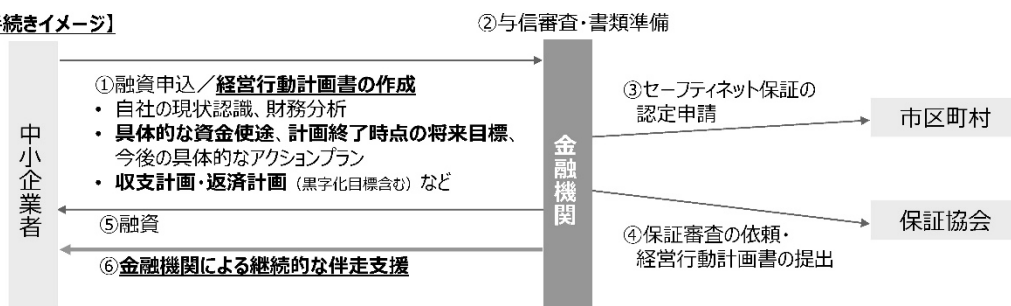 続きイメージ】
②与信審査・書類準備
中小企業者
①融資申込/経営行動計画書の作成
• 自社の現状認識、財務分析
• 具体的な資金使途、計画終了時点の将来目標、
今後の具体的なアクションプラン
• 収支計画・返済計画(黒字化目標含む)など
⑤融資
⑥金融機関による継続的な伴走支援
金融機関
③セーフティネット保証の
認定申請
市区町村
保証協会
④保証審査の依頼・
経営行動計画書の提出